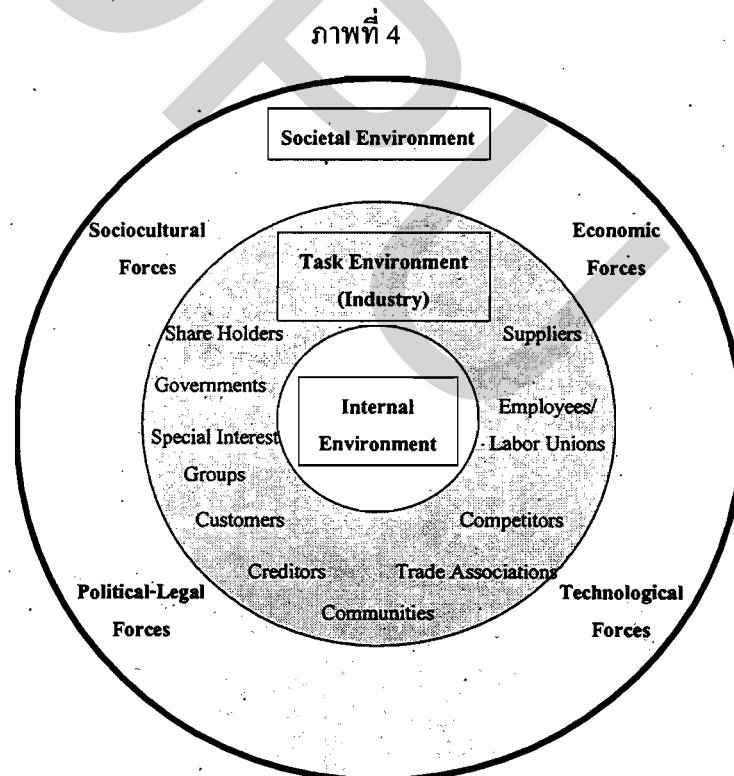 ภาพที่ 4
Societal Environment
Sociocultural
Forces
Economic
Forces
Task Environment
(Industry)
Share Holders
Suppliers
Governments
Internal
Environment
Employees/
Labor Unions
Special Interest
Groups
Customers
Competitors
Creditors
Trade Associations
Communities
Political-Legal
Forces
Technological
Forces